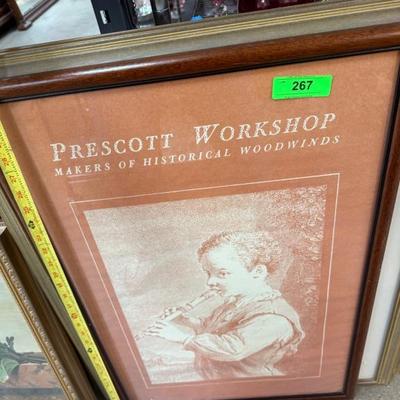 267
PRESCOTT WORKSHOP
MAKERS OF HISTORICAL WOODWINDS